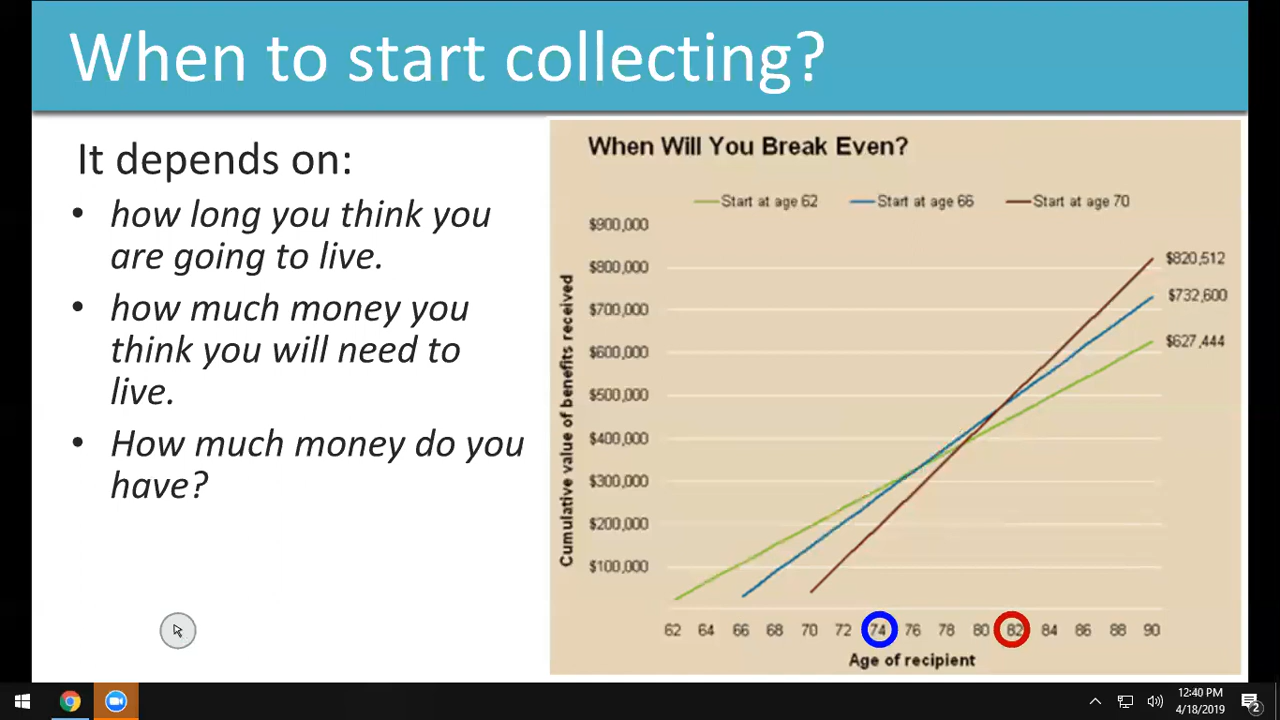 When to start collecting?
It depends on:
• how long you think you
are going to live.
• how much money you
think you will need to
live.
• How much money do you
have?
When Will You Break Even?
Start at age 62 Start at age 66 Start at age 70
$900,000
$800,000
$700,000
$600,000
$500,000
$400,000
$300,000
$200,000
$100,000
Cumulative value of benefits received
$820,512
$732,600
$627,444
62 64 66 68 70 72 74 76 78 80 82 84 86 88 90
Age of recipient
12:40 PM
4/18/2019
2